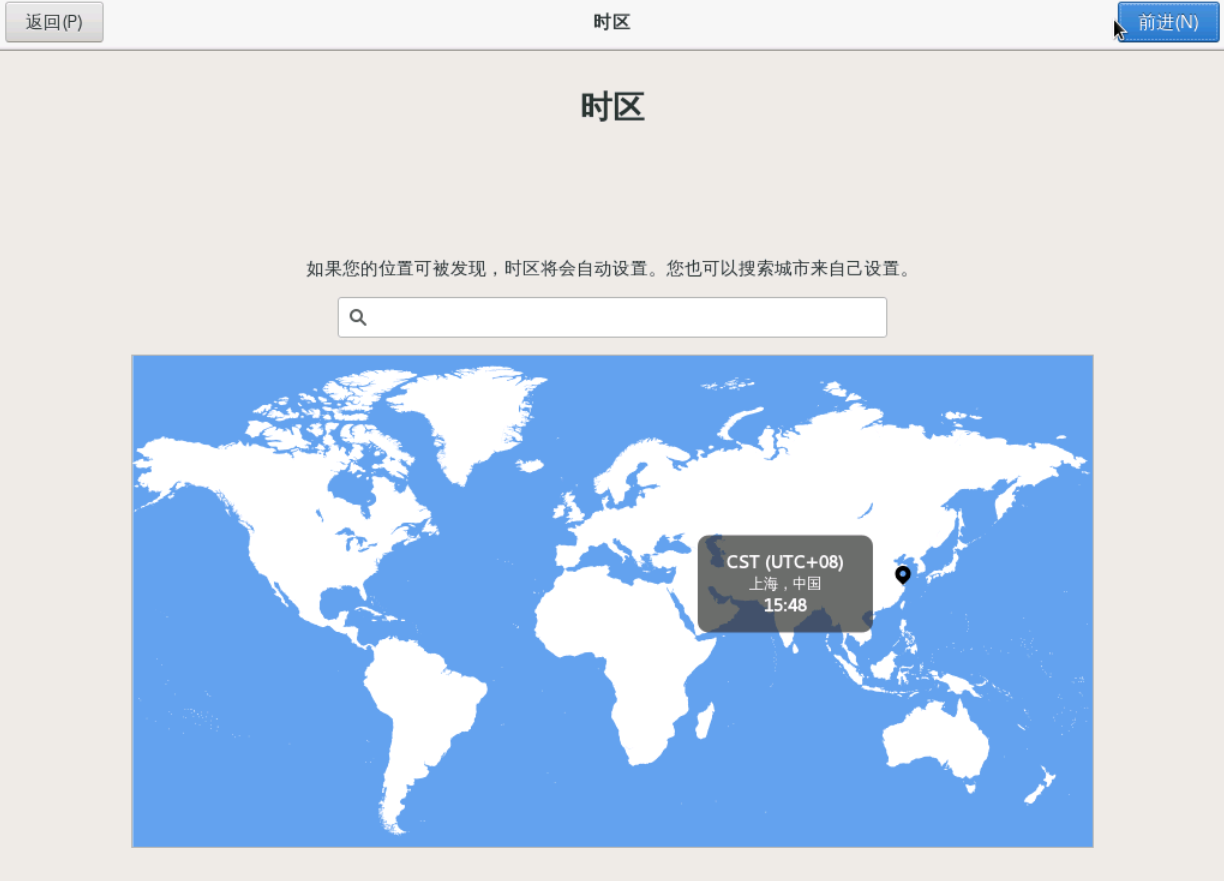 返回(P)
时区
前进(N)
时区
如果您的位置可被发现，时区将会自动设置。您也可以搜索城市来自己设置。
CST (UTC+08)
上海，中国
15:48